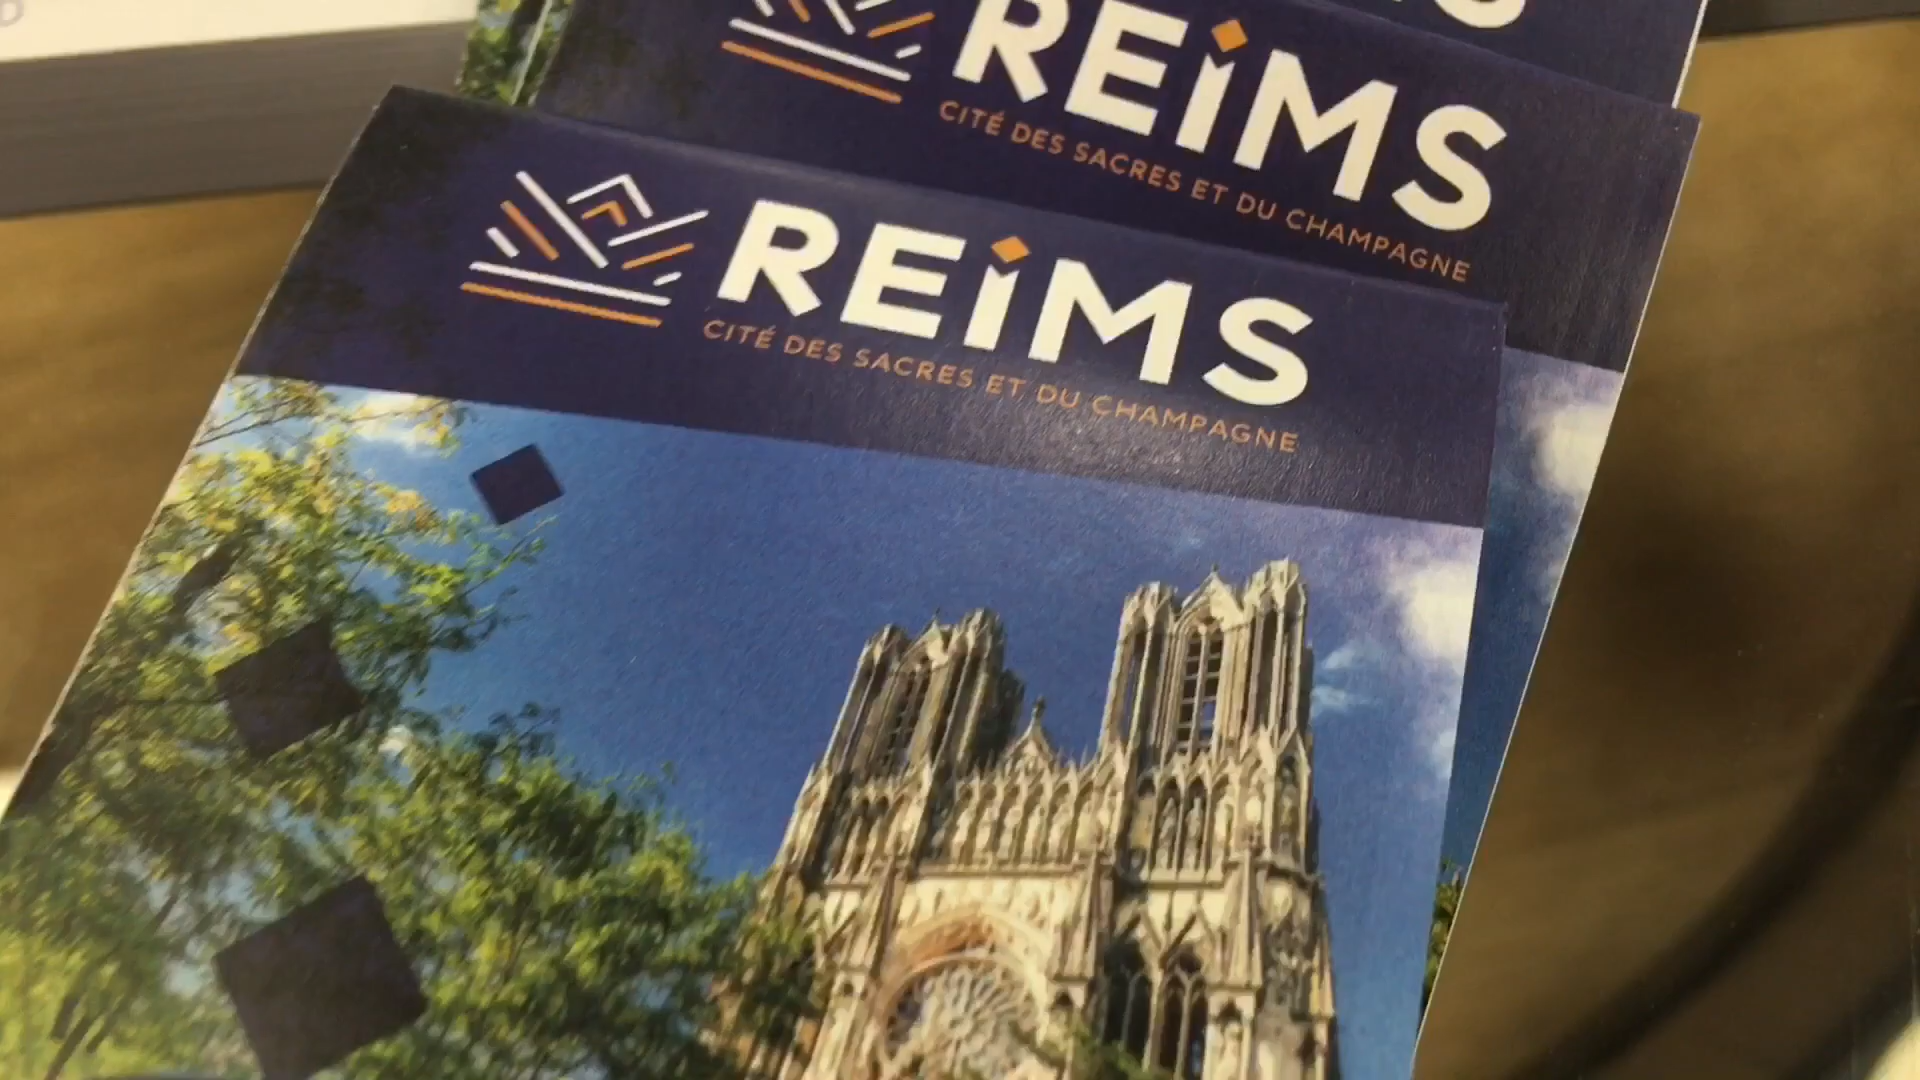 REiMS
CITÉ DES SACRES ET DU CHAMPAGNE
REiMS
CITÉ DES SACRES ET DU CHAMPAGNE